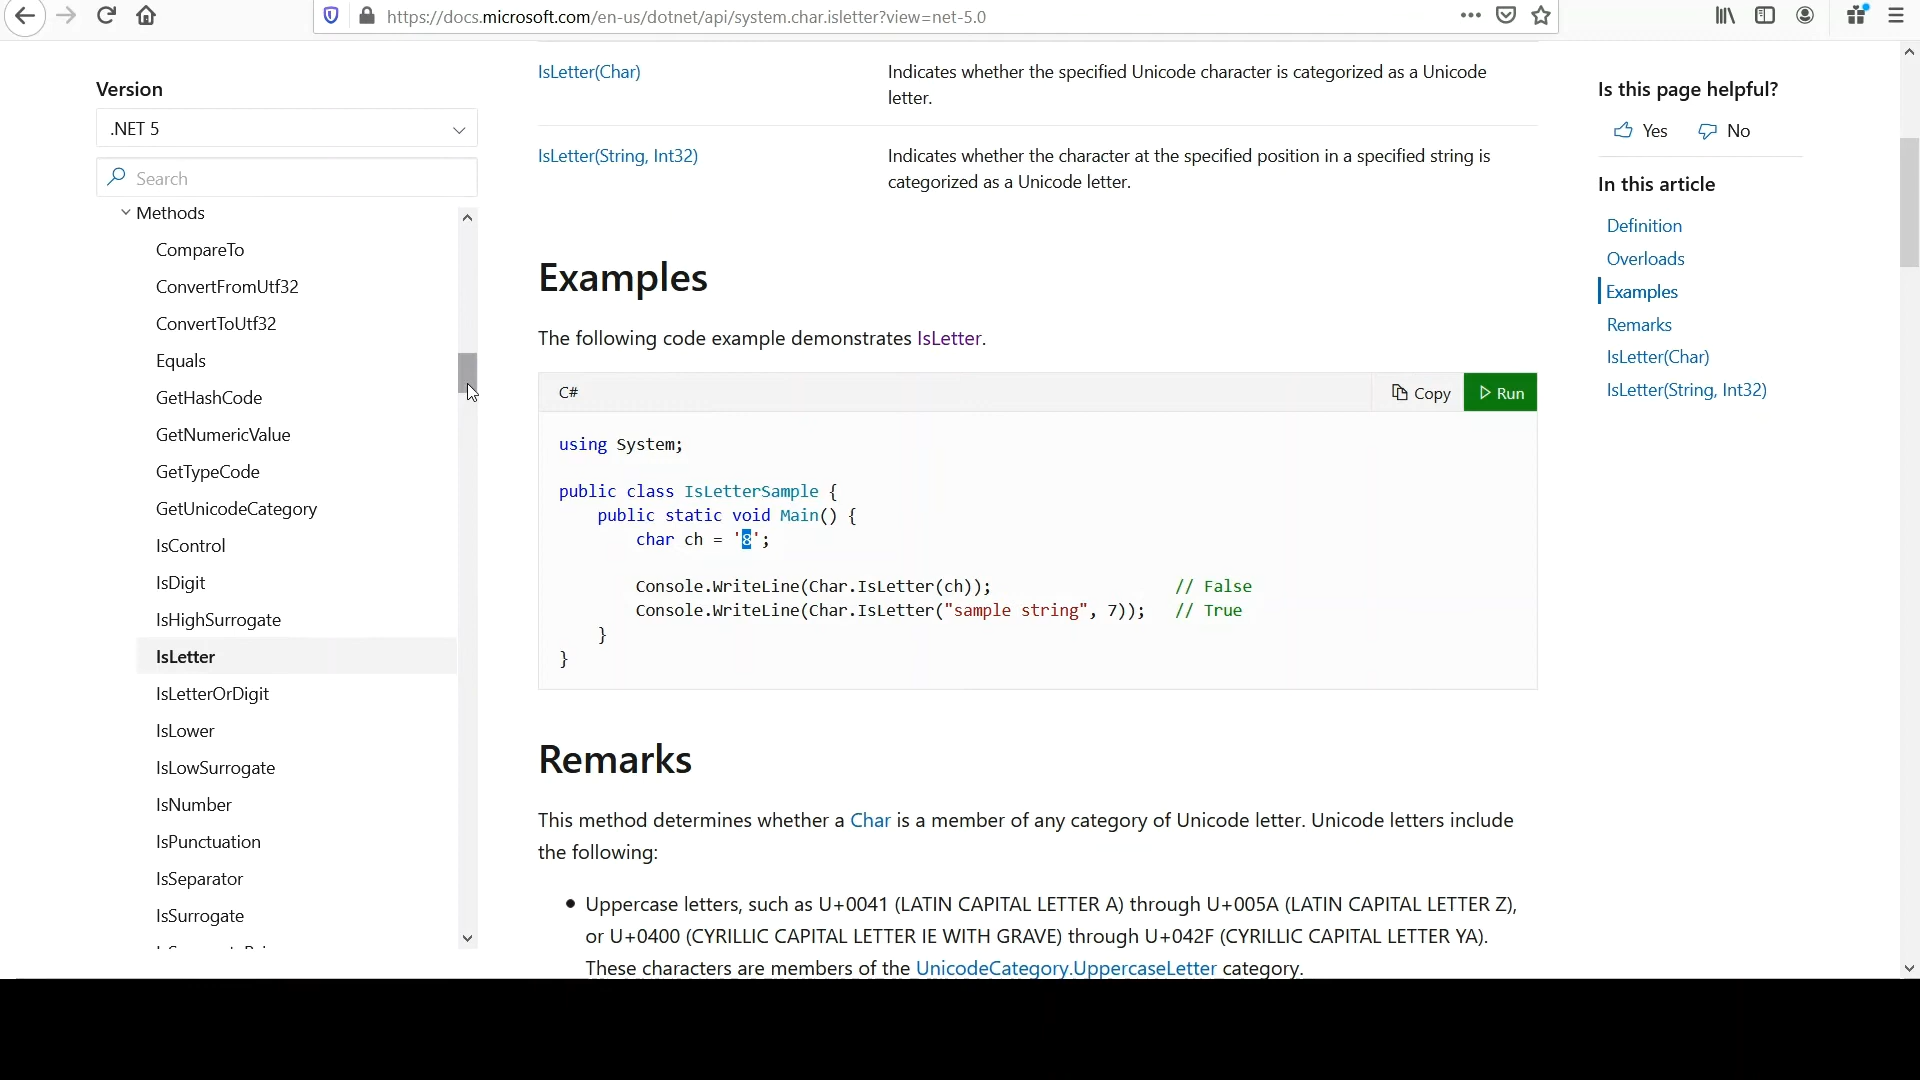 https://docs.microsoft.com/en-us/dotnet/api/system.char.isletter?view=net-5.0
Version
.NET 5
Search
Methods
CompareTo
ConvertFromUtf32
ConvertToUtf32
Equals
GetHashCode
GetNumericValue
GetTypeCode
GetUnicodeCategory
IsControl
IsDigit
IsHighSurrogate
IsLetter
IsLetterOrDigit
IsLower
IsLowSurrogate
IsNumber
IsPunctuation
IsSeparator
IsSurrogate
IsLetter(Char)
Indicates whether the specified Unicode character is categorized as a Unicode
letter.
IsLetter(String, Int32)
Indicates whether the character at the specified position in a specified string is
categorized as a Unicode letter.
Examples
The following code example demonstrates IsLetter.
C#
Copy
Run
using System;
public class IsLetterSample {
public static void Main() {
char ch = '8';
Console.WriteLine(Char.IsLetter(ch)); // False
Console.WriteLine(Char.IsLetter("sample string", 7)); // True
}
}
Remarks
This method determines whether a Char is a member of any category of Unicode letter. Unicode letters include
the following:
• Uppercase letters, such as U+0041 (LATIN CAPITAL LETTER A) through U+005A (LATIN CAPITAL LETTER Z),
or U+0400 (CYRILLIC CAPITAL LETTER IE WITH GRAVE) through U+042F (CYRILLIC CAPITAL LETTER YA).
These characters are members of the UnicodeCategory.UppercaseLetter category.
Is this page helpful?
Yes
No
In this article
Definition
Overloads
Examples
Remarks
IsLetter(Char)
IsLetter(String, Int32)